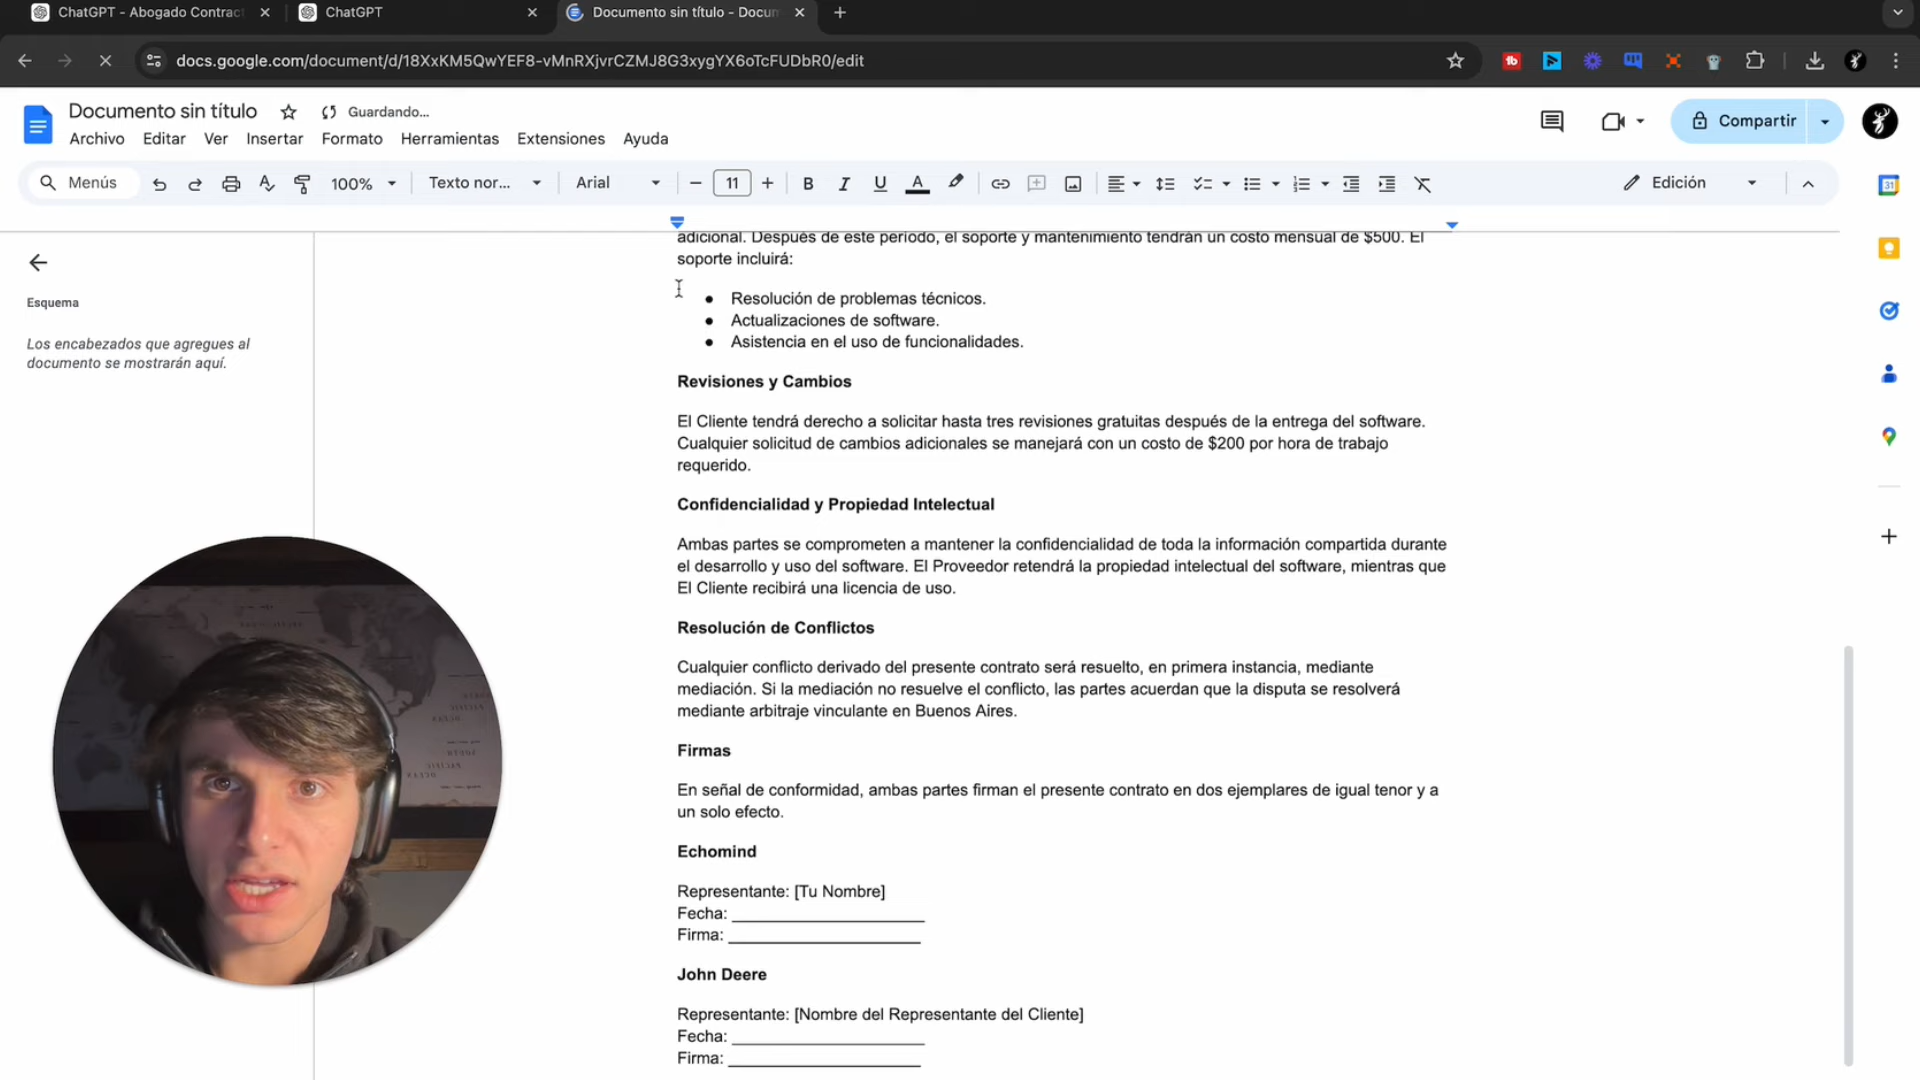 ChatGPT - Abogado Contract
ChatGPT
Documento sin título - Docum
docs.google.com/document/d/18XxKM5QwYEF8-vMnRXjvrCZMJ8G3xygYX6oTcFUDbR0/edit
Documento sin título
Guardando...
Archivo Editar Ver Insertar Formato Herramientas Extensiones Ayuda
Compartir
Menús
100%
Texto nor...
Arial
11
Edición
Esquema
Los encabezados que agregues al
documento se mostrarán aquí.
adicional. Después de este período, el soporte y mantenimiento tendrán un costo mensual de $500. El
soporte incluirá:
● Resolución de problemas técnicos.
● Actualizaciones de software.
● Asistencia en el uso de funcionalidades.
Revisiones y Cambios
El Cliente tendrá derecho a solicitar hasta tres revisiones gratuitas después de la entrega del software.
Cualquier solicitud de cambios adicionales se manejará con un costo de $200 por hora de trabajo
requerido.
Confidencialidad y Propiedad Intelectual
Ambas partes se comprometen a mantener la confidencialidad de toda la información compartida durante
el desarrollo y uso del software. El Proveedor retendrá la propiedad intelectual del software, mientras que
El Cliente recibirá una licencia de uso.
Resolución de Conflictos
Cualquier conflicto derivado del presente contrato será resuelto, en primera instancia, mediante
mediación. Si la mediación no resuelve el conflicto, las partes acuerdan que la disputa se resolverá
mediante arbitraje vinculante en Buenos Aires.
Firmas
En señal de conformidad, ambas partes firman el presente contrato en dos ejemplares de igual tenor y a
un solo efecto.
Echomind
Representante: [Tu Nombre]
Fecha: ____________________
Firma: ____________________
John Deere
Representante: [Nombre del Representante del Cliente]
Fecha: ____________________
Firma: ____________________